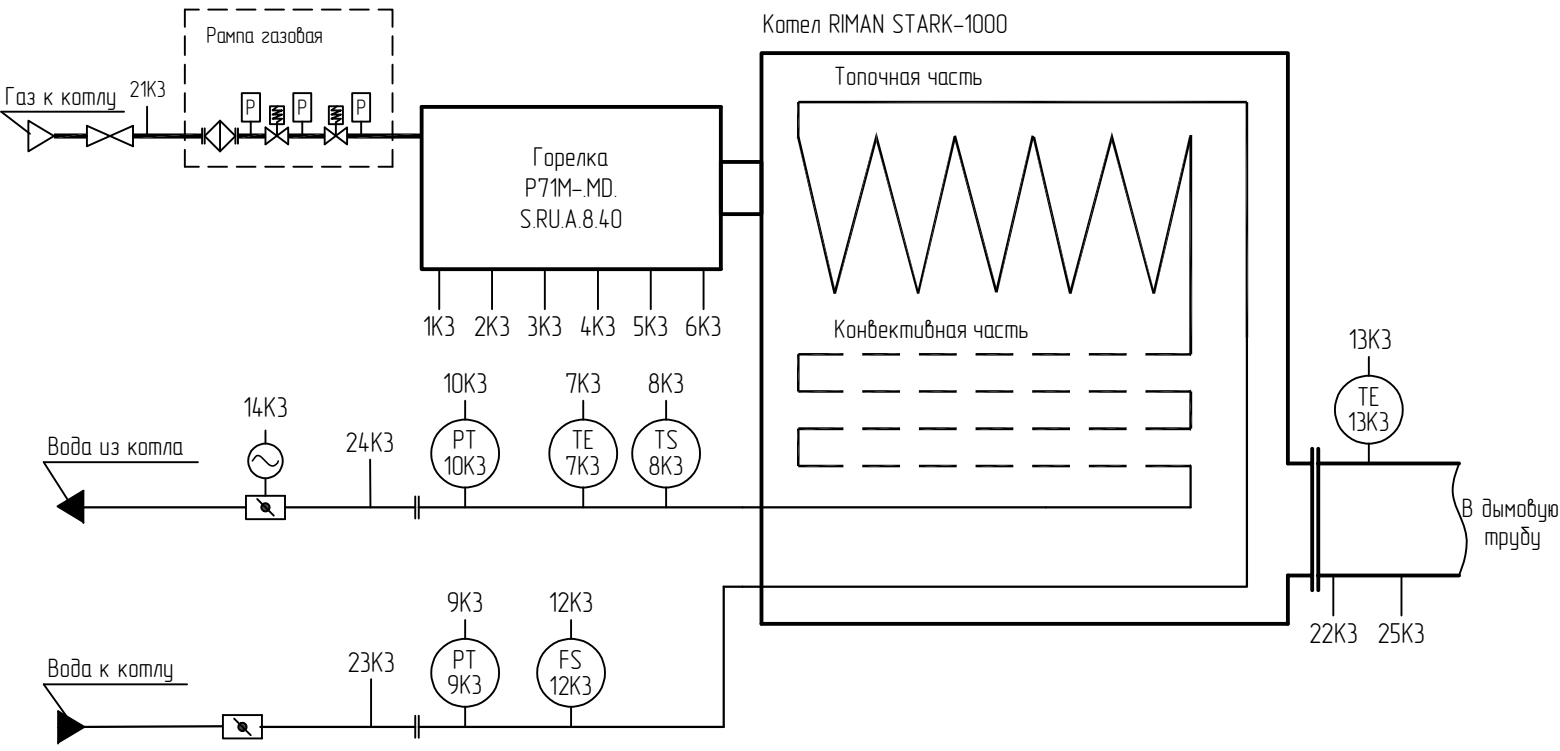 Котел RIMAN STARK-1000
Рампа газовая
Топочная часть
Газ к котлу
21К3
P
P
P
Горелка
P71M-.MD.
S.RU.A.8.40
1К3
2К3
3К3
4К3
5К3
6К3
Конвективная часть
13К3
TE
13К3
10К3
7К3
8К3
14К3
Вода из котла
24К3
PT
10К3
TE
7К3
TS
8К3
В дымовую
трубу
9К3
12К3
22К3
25К3
Вода к котлу
23К3
PT
9К3
FS
12К3